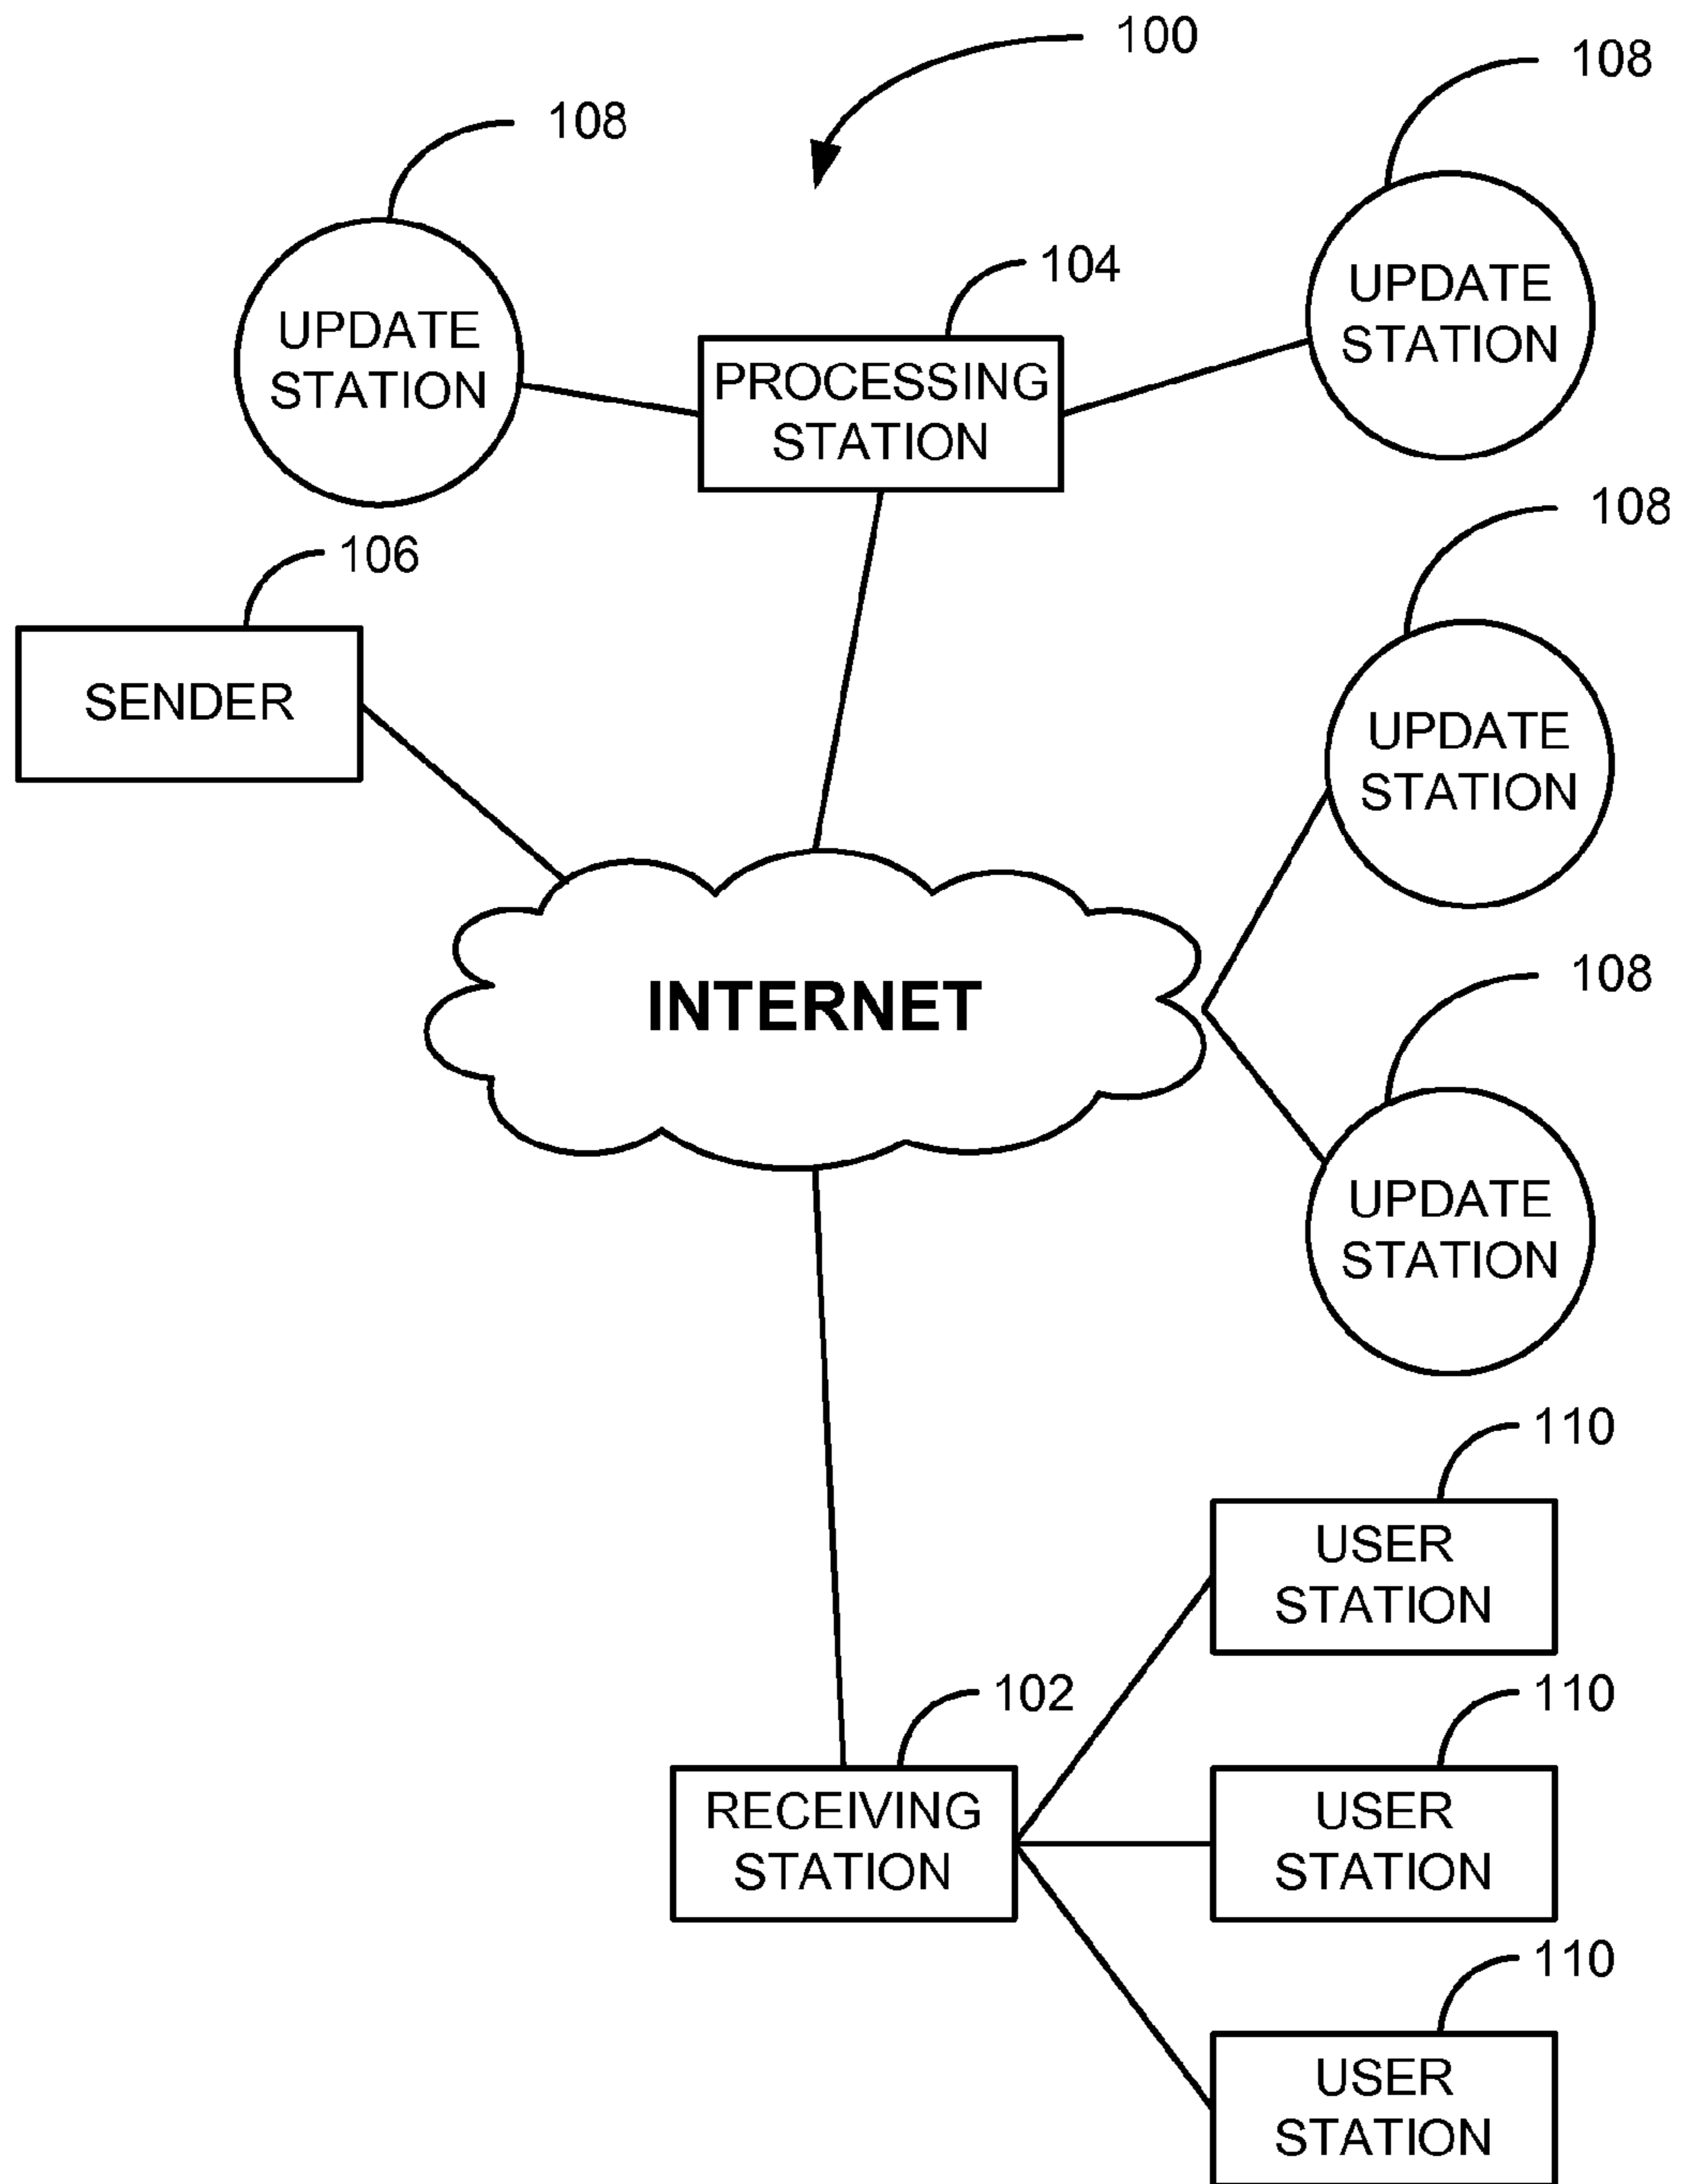 100
108
108
UPDATE
STATION
104
PROCESSING
STATION
UPDATE
STATION
108
106
SENDER
UPDATE
STATION
INTERNET
108
UPDATE
STATION
110
USER
STATION
102
RECEIVING
STATION
110
USER
STATION
110
USER
STATION